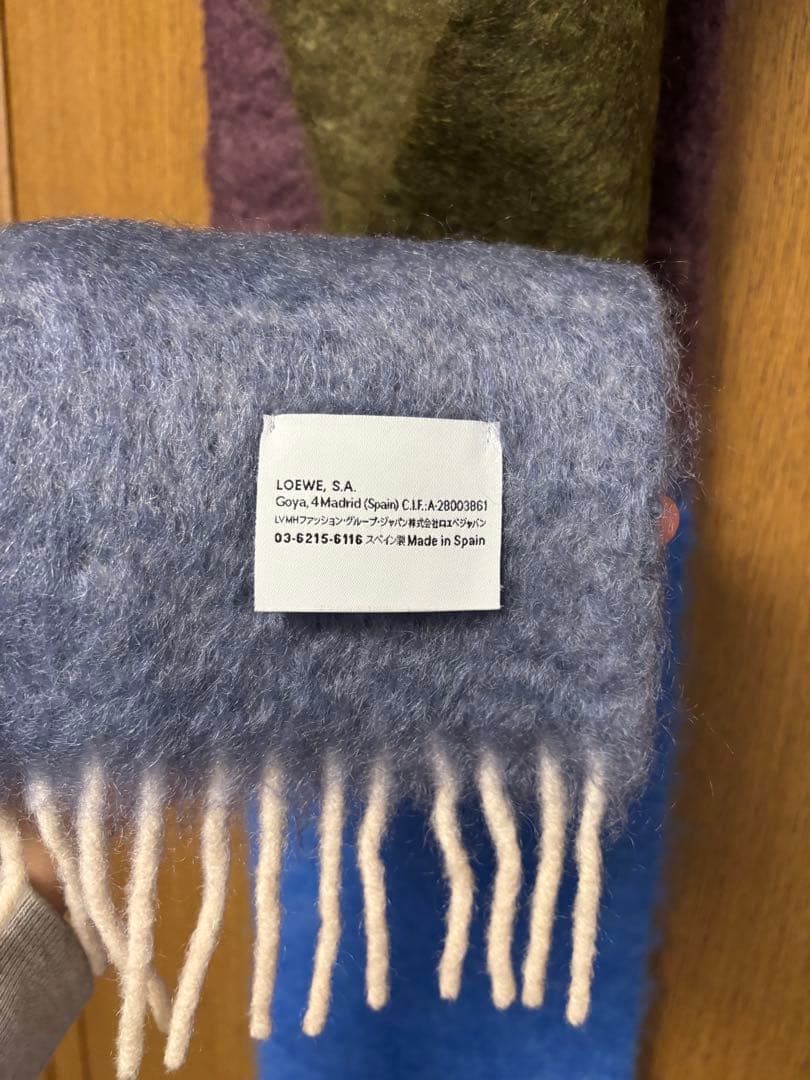 LOEWE, S.A.
Goya, 4 Madrid (Spain) C.I.F.:A-28003861
LVMHファッション・グループ・ジャパン株式会社ロエベジャパン
03-6215-6116 スペイン製 Made in Spain